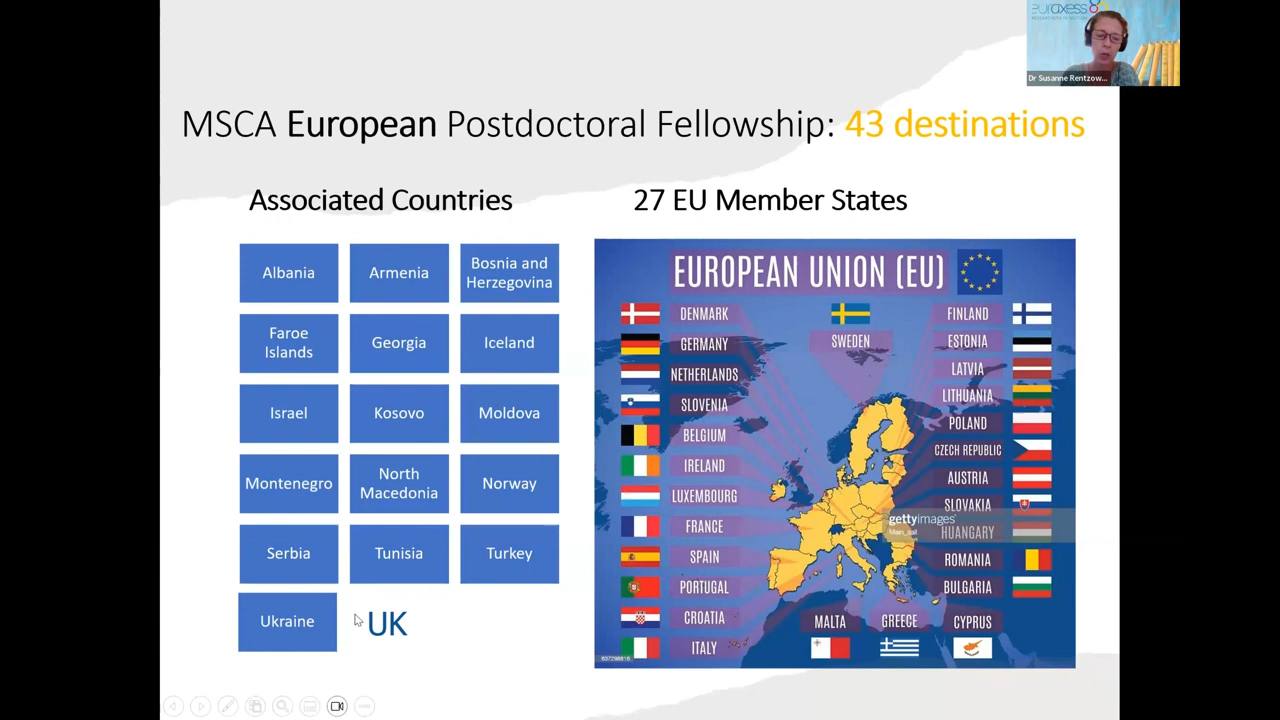 euraxess
Dr Susanne Rentzow...
MSCA European Postdoctoral Fellowship: 43 destinations
Associated Countries
Albania
Armenia
Bosnia and
Herzegovina
Faroe
Islands
Georgia
Iceland
Israel
Kosovo
Moldova
Montenegro
North
Macedonia
Norway
Serbia
Tunisia
Turkey
Ukraine
UK
27 EU Member States
EUROPEAN UNION (EU)
DENMARK
GERMANY
NETHERLANDS
SLOVENIA
BELGIUM
IRELAND
LUXEMBOURG
FRANCE
SPAIN
PORTUGAL
CROATIA
ITALY
SWEDEN
FINLAND
ESTONIA
LATVIA
LITHUANIA
POLAND
CZECH REPUBLIC
AUSTRIA
SLOVAKIA
HUNGARY
ROMANIA
BULGARIA
MALTA
GREECE
CYPRUS
gettyimages